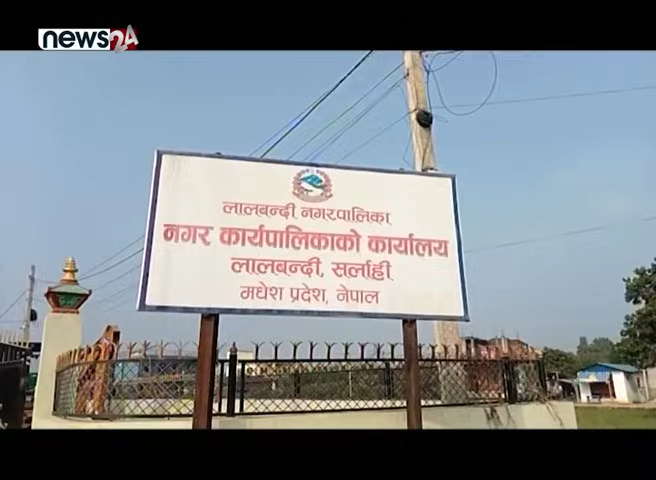 news24
लालबन्दी नगरपालिका
नगर कार्यपालिकाको कार्यालय
लालबन्दी, सर्लाही
मधेश प्रदेश, नेपाल